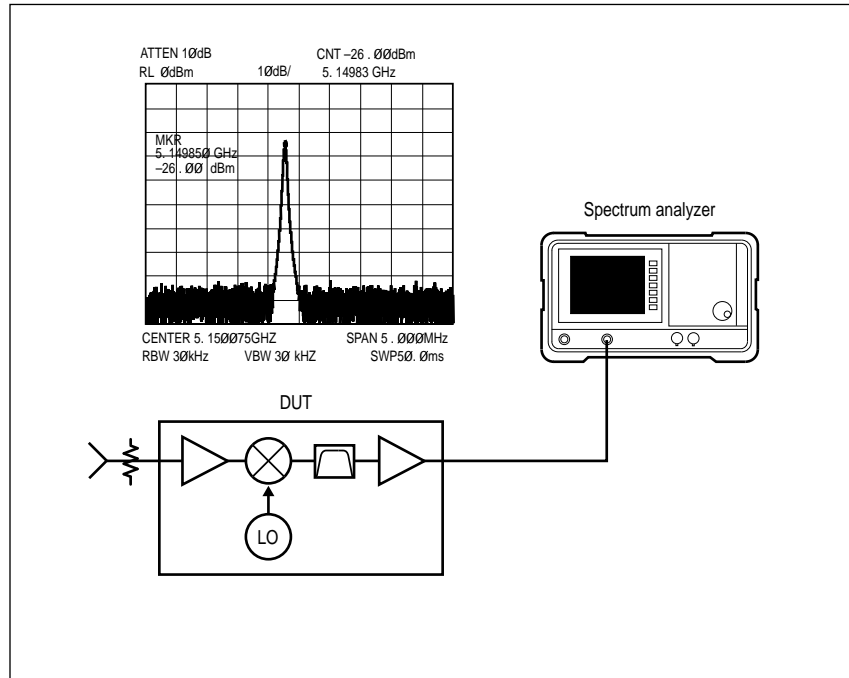 ATTEN 1ØdB CNT –26 . ØØdBm
RL ØdBm 1ØdB/ 5. 14983 GHz
MKR
5. 14985Ø GHz
–26 . ØØ dBm
Spectrum analyzer
CENTER 5. 15ØØ75GHZ SPAN 5 . ØØØMHz
RBW 3ØkHz VBW 3Ø kHZ SWP5Ø. Øms
DUT
LO